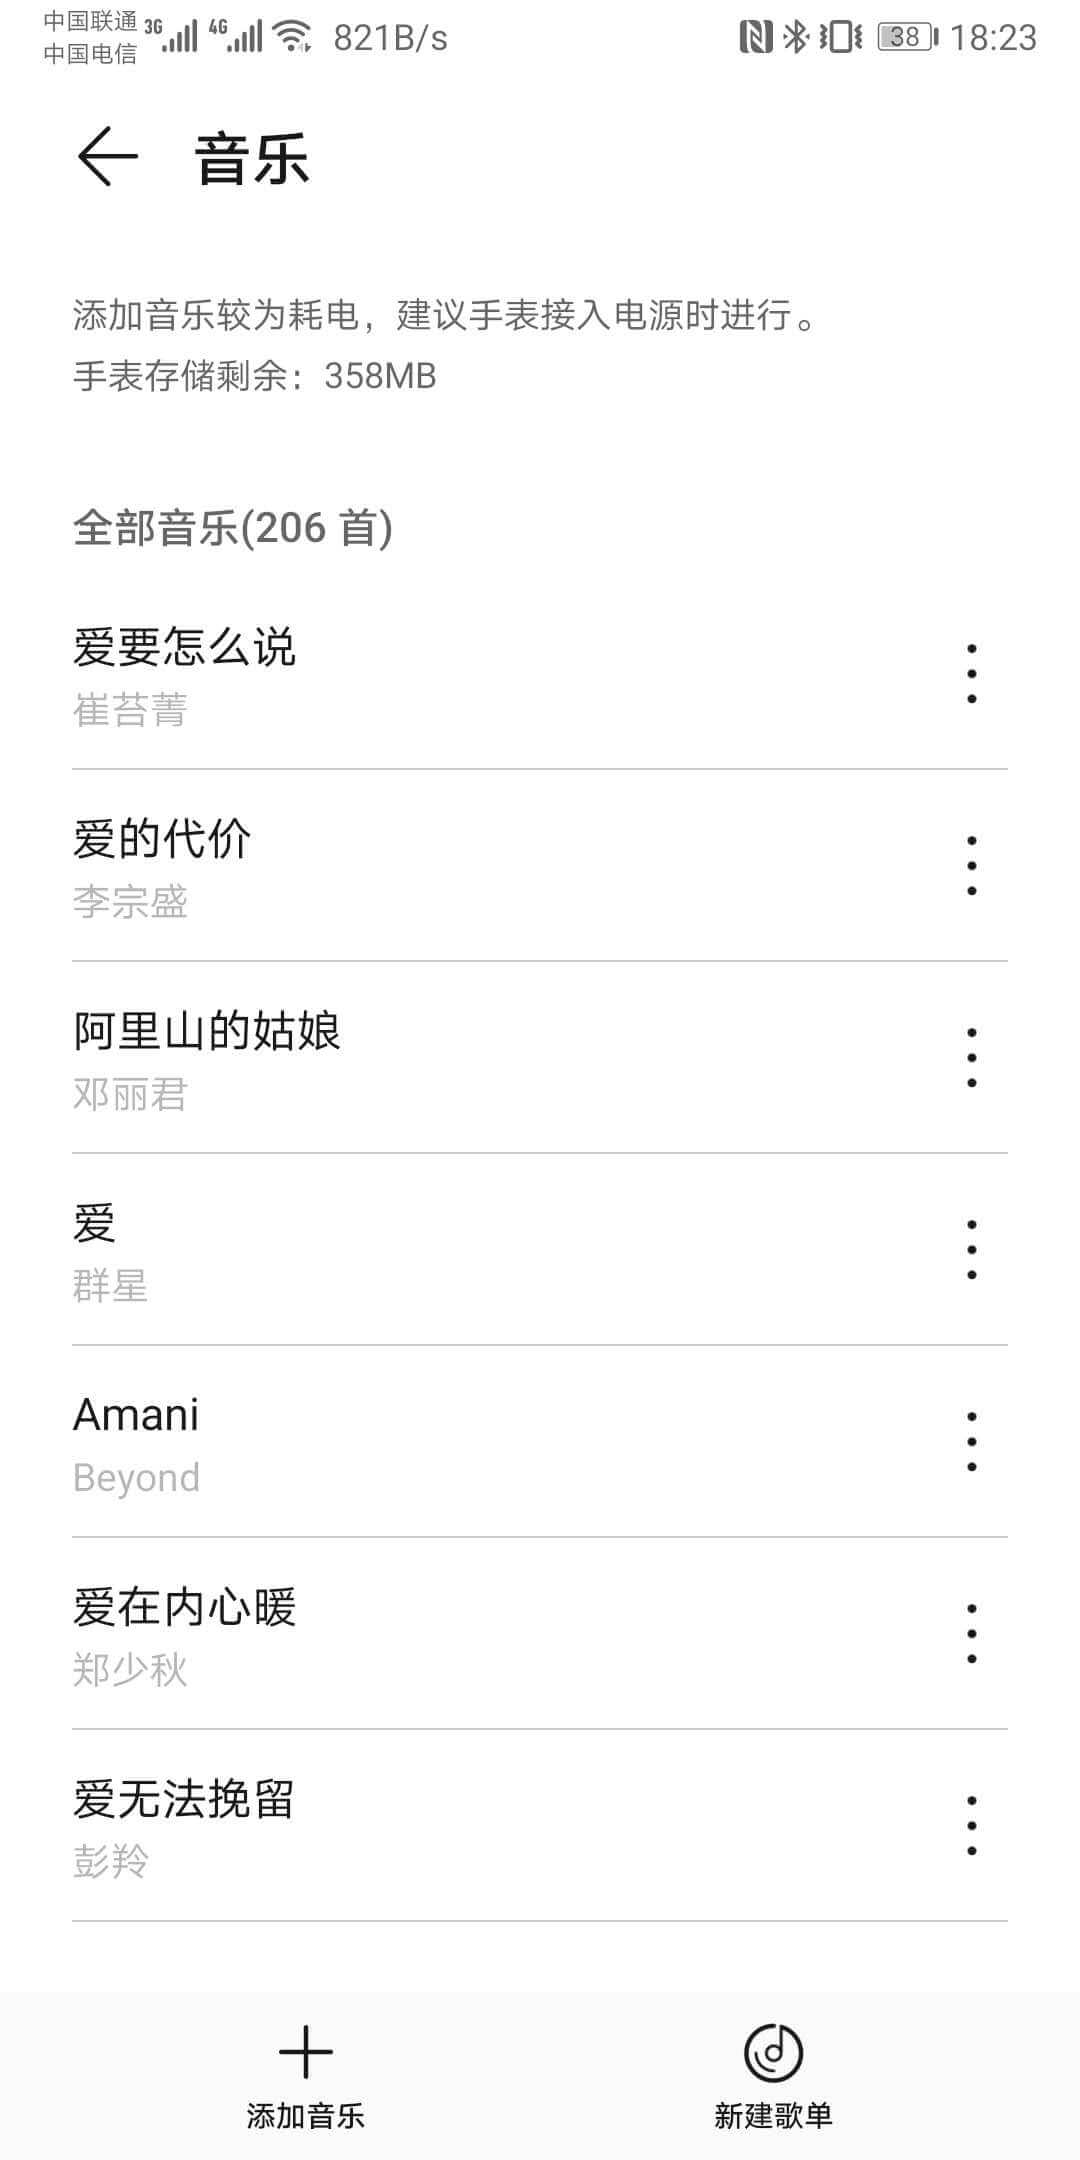 中国联通 3G 4G 821B/s 38 18:23
中国电信
音乐
添加音乐较为耗电，建议手表接入电源时进行。
手表存储剩余：358MB
全部音乐(206 首)
爱要怎么说
崔苔菁
爱的代价
李宗盛
阿里山的姑娘
邓丽君
爱
群星
Amani
Beyond
爱在内心暖
郑少秋
爱无法挽留
彭羚
添加音乐 新建歌单